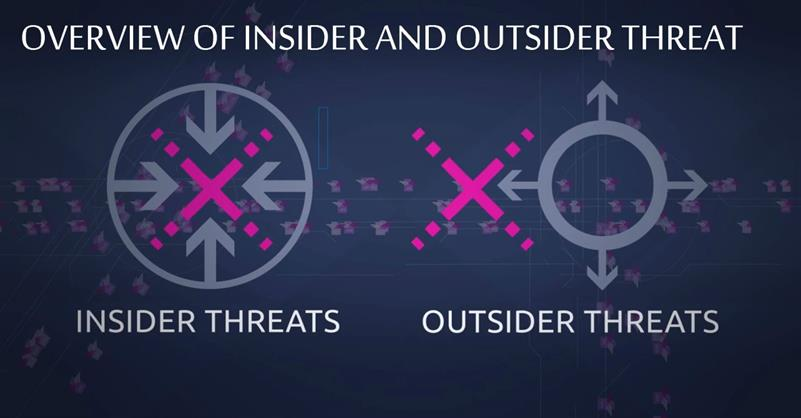 OVERVIEW OF INSIDER AND OUTSIDER THREAT
INSIDER THREATS
OUTSIDER THREATS